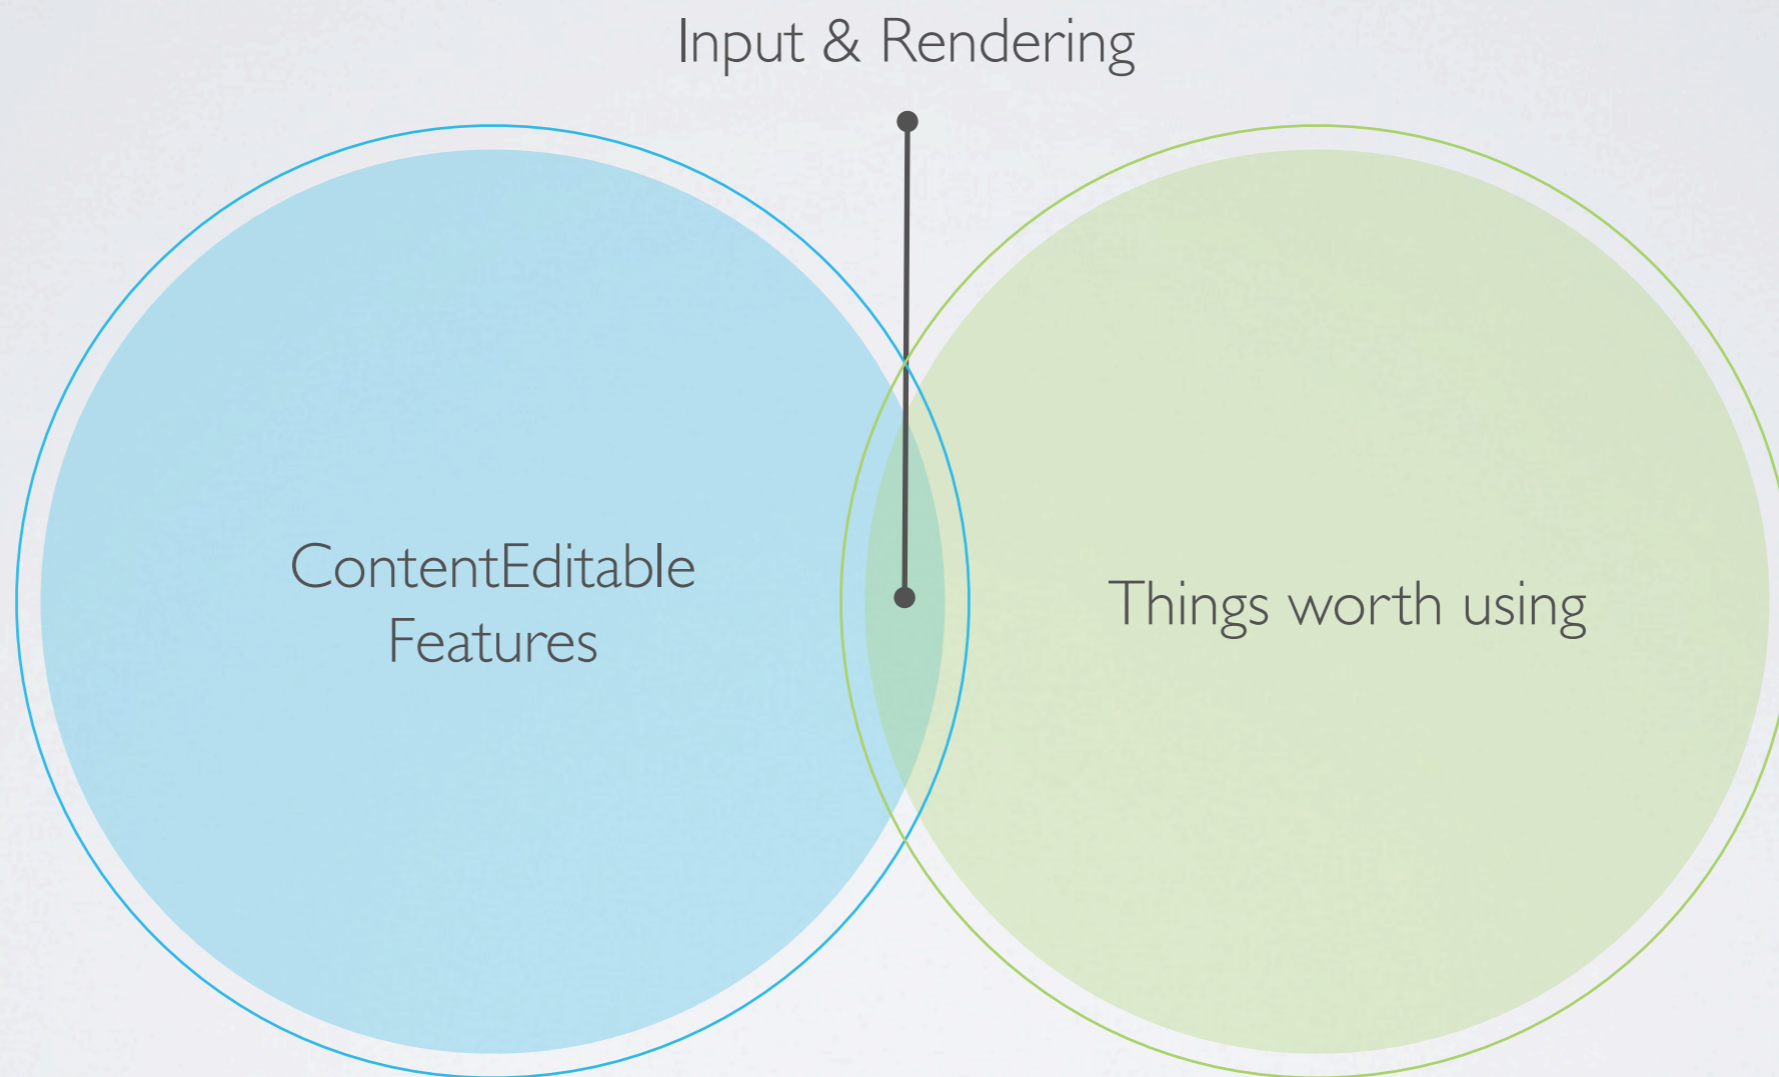 Input & Rendering
ContentEditable
Features
Things worth using